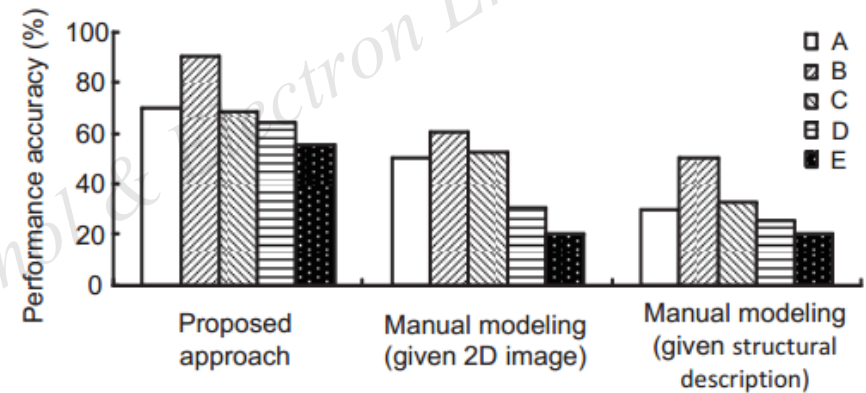 Performance accuracy (%)
100
80
60
40
20
0
A
B
C
D
E
Proposed
approach
Manual modeling
(given 2D image)
Manual modeling
(given structural
description)